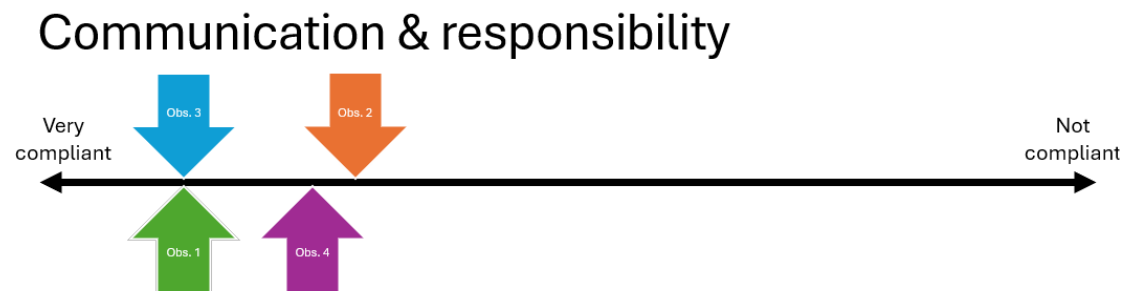 Communication & responsibility
Obs. 3
Obs. 2
Very
compliant
Not
compliant
Obs. 1
Obs. 4